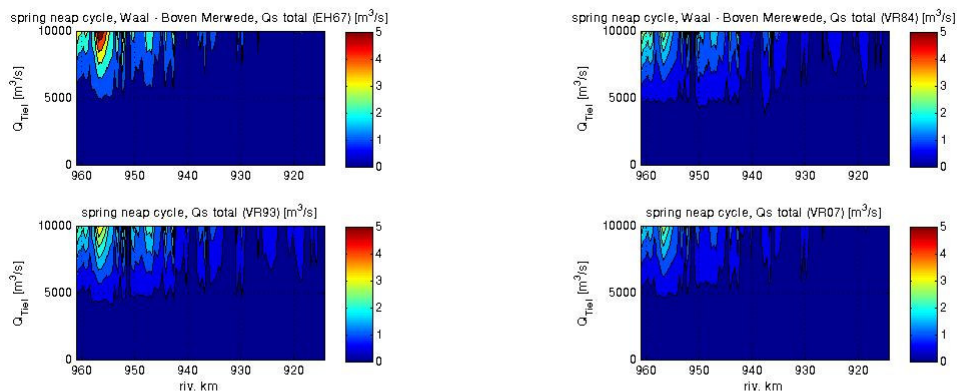 spring neap cycle, Waal - Boven Merwede, Qs total (EH67) [m³/s]
10000
5000
0
Q_Tiel [m³/s]
960 950 940 930 920
5
4
3
2
1
0
spring neap cycle, Waal - Boven Merewede, Qs total (VR84) [m³/s]
10000
5000
0
Q_Tiel [m³/s]
960 950 940 930 920
5
4
3
2
1
0
spring neap cycle, Qs total (VR93) [m³/s]
10000
5000
0
Q_Tiel [m³/s]
960 950 940 930 920
riv. km
5
4
3
2
1
0
spring neap cycle, Qs total (VR07) [m³/s]
10000
5000
0
Q_Tiel [m³/s]
960 950 940 930 920
riv. km
5
4
3
2
1
0